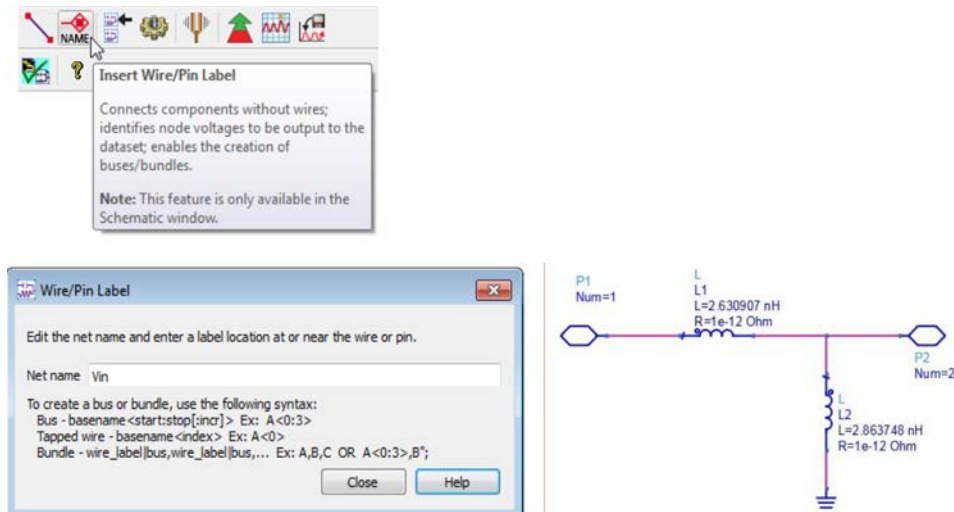 NAME
?
Insert Wire/Pin Label
Connects components without wires;
identifies node voltages to be output to the
dataset; enables the creation of
buses/bundles.
Note: This feature is only available in the
Schematic window.
Wire/Pin Label
Edit the net name and enter a label location at or near the wire or pin.
Net name Vin
To create a bus or bundle, use the following syntax:
Bus - basename<start:stop[:incr]> Ex: A<0:3>
Tapped wire - basename<index> Ex: A<0>
Bundle - wire_label|bus,wire_label|bus,... Ex: A,B,C OR A<0:3>,B";
Close Help
P1
Num=1
L
L1
L=2.630907 nH
R=1e-12 Ohm
P2
Num=2
L
L2
L=2.863748 nH
R=1e-12 Ohm